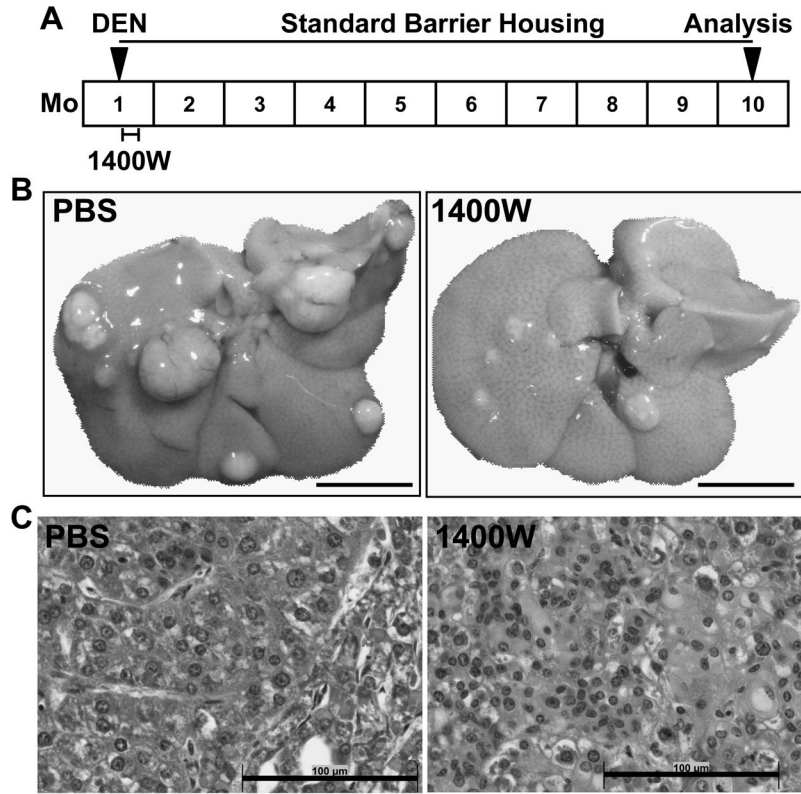 A
DEN Standard Barrier Housing Analysis
Mo 1 2 3 4 5 6 7 8 9 10
1400W
B
PBS 1400W
C
PBS 1400W
100 µm 100 µm